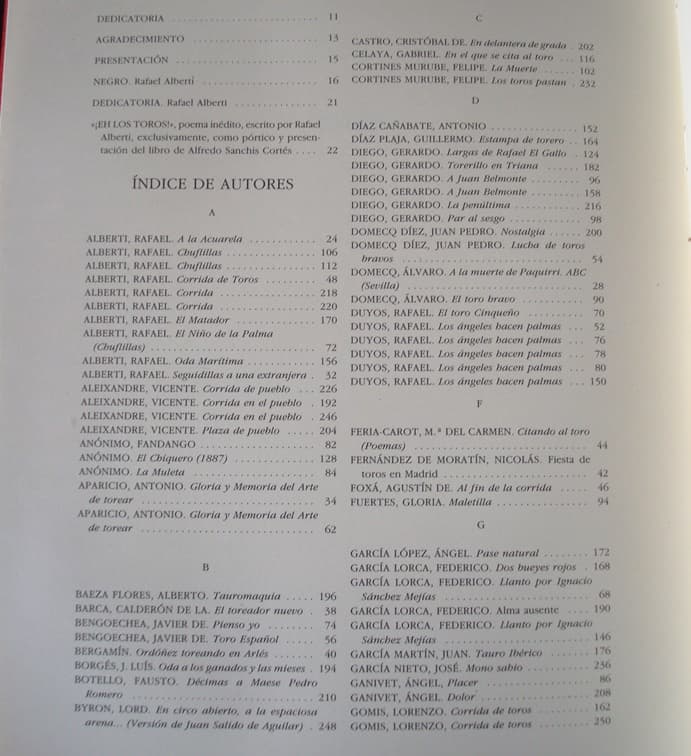 DEDICATORIA 11
AGRADECIMIENTO 13
PRESENTACIÓN 15
NEGRO. Rafael Alberti 16
DEDICATORIA. Rafael Alberti 21
«¡EH LOS TOROS!», poema inédito, escrito por Rafael
Alberti, exclusivamente, como pórtico y presen-
tación del libro de Alfredo Sanchis Cortés .... 22
ÍNDICE DE AUTORES
A
ALBERTI, RAFAEL. A la Acuarela 24
ALBERTI, RAFAEL. Chuflillas 106
ALBERTI, RAFAEL. Chuflillas 112
ALBERTI, RAFAEL. Corrida de Toros 48
ALBERTI, RAFAEL. Corrida 218
ALBERTI, RAFAEL. Corrida 220
ALBERTI, RAFAEL. El Matador 170
ALBERTI, RAFAEL. El Niño de la Palma
(Chuflillas) 72
ALBERTI, RAFAEL. Oda Marítima 156
ALBERTI, RAFAEL. Seguidillas a una extranjera . 32
ALEIXANDRE, VICENTE. Corrida de pueblo ... 226
ALEIXANDRE, VICENTE. Corrida en el pueblo . 192
ALEIXANDRE, VICENTE. Corrida en el pueblo . 246
ALEIXANDRE, VICENTE. Plaza de pueblo ..... 204
ANÓNIMO, FANDANGO 82
ANÓNIMO. El Chiquero (1887) 128
ANÓNIMO. La Muleta 84
APARICIO, ANTONIO. Gloria y Memoria del Arte
de torear 34
APARICIO, ANTONIO. Gloria y Memoria del Arte
de torear 62
B
BAEZA FLORES, ALBERTO. Tauromaquia ..... 196
BARCA, CALDERÓN DE LA. El toreador nuevo . 38
BENGOECHEA, JAVIER DE. Pienso yo 74
BENGOECHEA, JAVIER DE. Toro Español 56
BERGAMÍN. Ordóñez toreando en Arlés 40
BORGÉS, J. LUÍS. Oda a los ganados y las mieses . 194
BOTELLO, FAUSTO. Décimas a Maese Pedro
Romero 210
BYRON, LORD. En circo abierto, a la espaciosa
arena... (Versión de Juan Salido de Aguilar) . 248
C
CASTRO, CRISTÓBAL DE. En delantera de grada . 202
CELAYA, GABRIEL. En el que se cita al toro ... 116
CORTINES MURUBE, FELIPE. La Muerte ....... 102
CORTINES MURUBE, FELIPE. Los toros pastan . 232
D
DÍAZ CAÑABATE, ANTONIO 152
DÍAZ PLAJA, GUILLERMO. Estampa de torero .. 164
DIEGO, GERARDO. Largas de Rafael El Gallo . 124
DIEGO, GERARDO. Torerillo en Triana ...... 182
DIEGO, GERARDO. A Juan Belmonte 96
DIEGO, GERARDO. A Juan Belmonte 158
DIEGO, GERARDO. La penúltima 216
DIEGO, GERARDO. Par al sesgo 98
DOMECQ DÍEZ, JUAN PEDRO. Nostalgia ...... 200
DOMECQ DÍEZ, JUAN PEDRO. Lucha de toros
bravos 54
DOMECQ, ÁLVARO. A la muerte de Paquirri. ABC
(Sevilla) 28
DOMECQ, ÁLVARO. El toro bravo 90
DUYOS, RAFAEL. El toro Cinqueño 70
DUYOS, RAFAEL. Los ángeles hacen palmas ... 52
DUYOS, RAFAEL. Los ángeles hacen palmas ... 76
DUYOS, RAFAEL. Los ángeles hacen palmas ... 78
DUYOS, RAFAEL. Los ángeles hacen palmas ... 80
DUYOS, RAFAEL. Los ángeles hacen palmas ... 150
F
FERIA-CAROT, M.ª DEL CARMEN. Citando al toro
(Poemas) 44
FERNÁNDEZ DE MORATÍN, NICOLÁS. Fiesta de
toros en Madrid 42
FOXÁ, AGUSTÍN DE. Al fin de la corrida ..... 46
FUERTES, GLORIA. Maletilla 94
G
GARCÍA LÓPEZ, ÁNGEL. Pase natural ........ 172
GARCÍA LORCA, FEDERICO. Dos bueyes rojos . 168
GARCÍA LORCA, FEDERICO. Llanto por Ignacio
Sánchez Mejías 68
GARCÍA LORCA, FEDERICO. Alma ausente .... 190
GARCÍA LORCA, FEDERICO. Llanto por Ignacio
Sánchez Mejías 146
GARCÍA MARTÍN, JUAN. Tauro Ibérico ....... 176
GARCÍA NIETO, JOSÉ. Mono sabio 236
GANIVET, ÁNGEL, Placer 86
GANIVET, ÁNGEL. Dolor 208
GOMIS, LORENZO. Corrida de toros 162
GOMIS, LORENZO, Corrida de toros 250